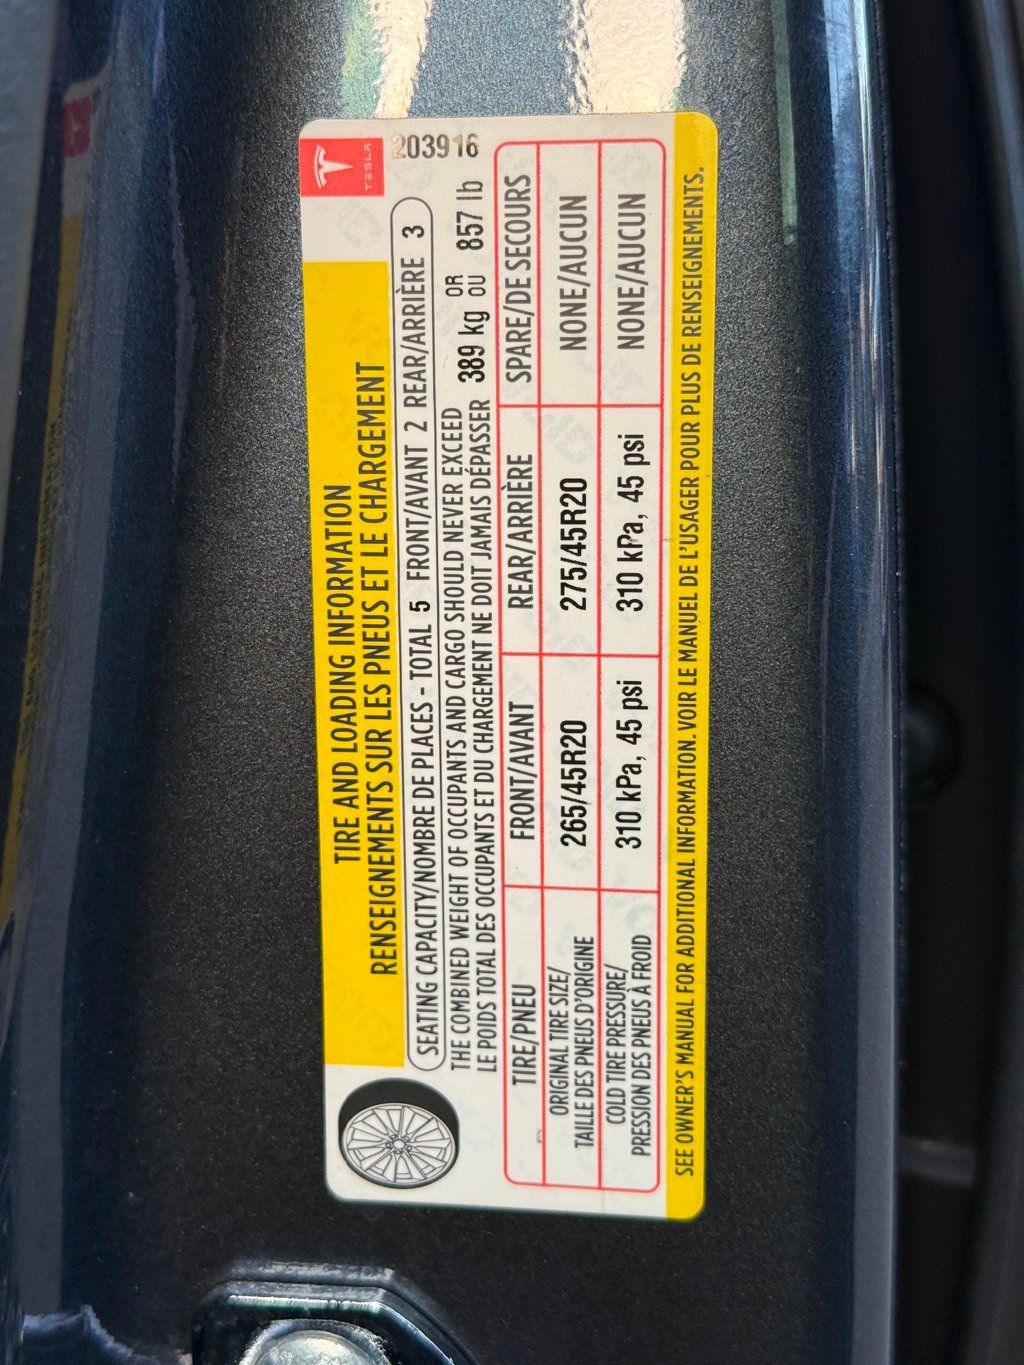 TESLA
203916
TIRE AND LOADING INFORMATION
RENSEIGNEMENTS SUR LES PNEUS ET LE CHARGEMENT
SEATING CAPACITY/NOMBRE DE PLACES - TOTAL 5 FRONT/AVANT 2 REAR/ARRIÈRE 3
THE COMBINED WEIGHT OF OCCUPANTS AND CARGO SHOULD NEVER EXCEED
LE POIDS TOTAL DES OCCUPANTS ET DU CHARGEMENT NE DOIT JAMAIS DÉPASSER
389 kg OR OU 857 lb
TIRE/PNEU FRONT/AVANT REAR/ARRIÈRE SPARE/DE SECOURS
ORIGINAL TIRE SIZE/
TAILLE DES PNEUS D'ORIGINE
265/45R20 275/45R20 NONE/AUCUN
COLD TIRE PRESSURE/
PRESSION DES PNEUS À FROID
310 kPa, 45 psi 310 kPa, 45 psi NONE/AUCUN
SEE OWNER'S MANUAL FOR ADDITIONAL INFORMATION. VOIR LE MANUEL DE L'USAGER POUR PLUS DE RENSEIGNEMENTS.